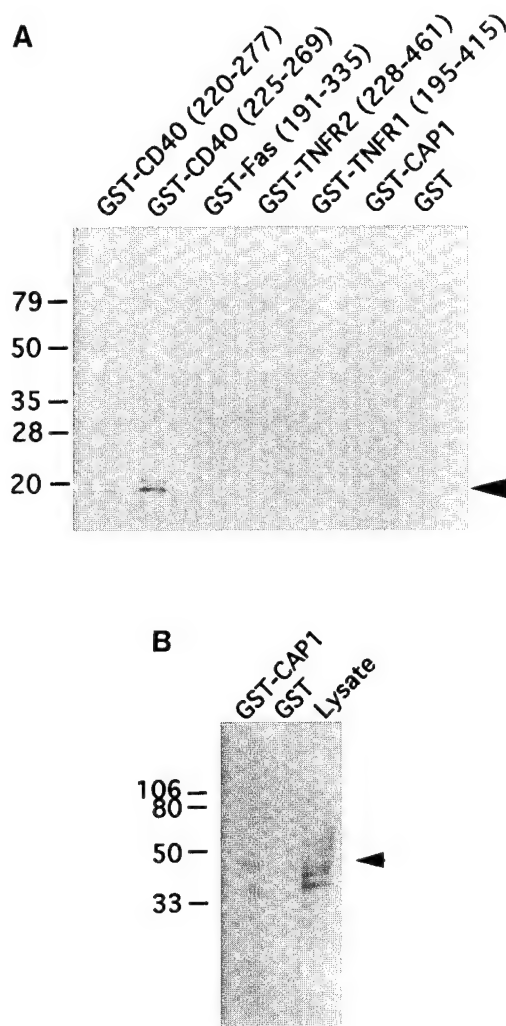 A
GST-CD40 (220-277)
GST-CD40 (225-269)
GST-Fas (191-335)
GST-TNFR2 (228-461)
GST-TNFR1 (195-415)
GST-CAP1
GST
79
50
35
28
20
B
GST-CAP1
GST
Lysate
106
80
50
33